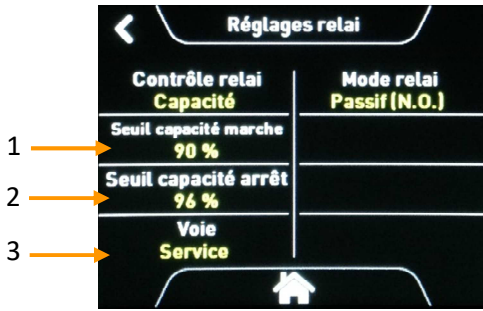 Réglages relai
Contrôle relai
Capacité
Mode relai
Passif (N.O.)
1
Seuil capacité marche
90 %
2
Seuil capacité arrêt
96 %
3
Voie
Service